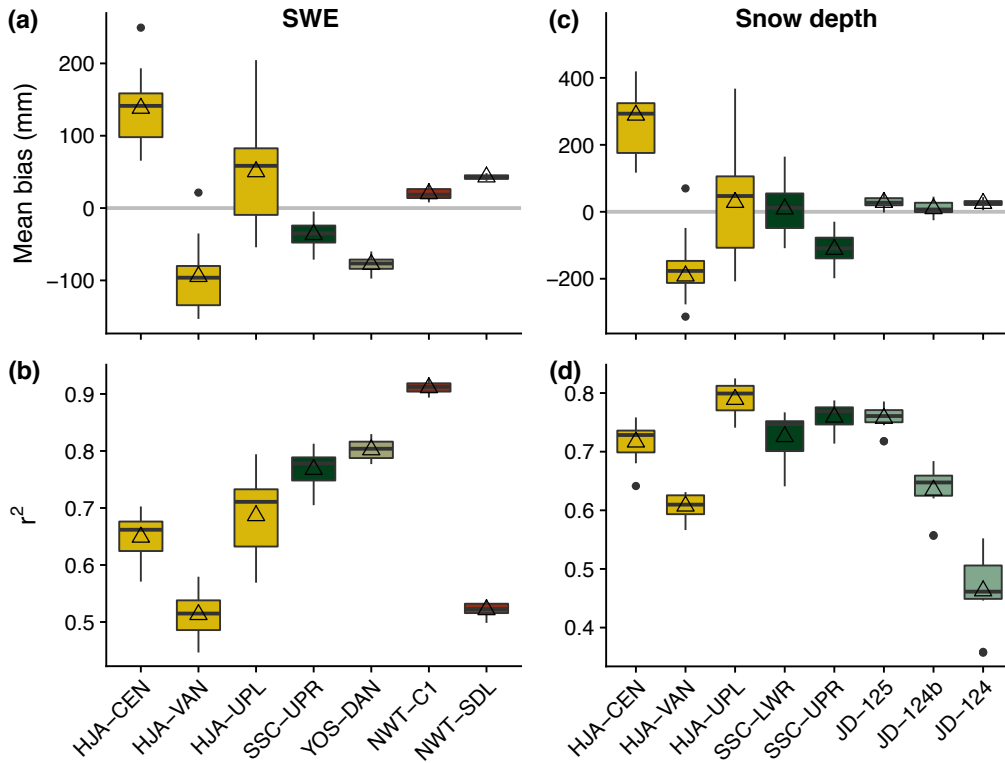 (a)
SWE
Mean bias (mm)
200
100
0
−100
(c)
Snow depth
400
200
0
−200
(b)
r²
0.9
0.8
0.7
0.6
0.5
HJA−CEN
HJA−VAN
HJA−UPL
SSC−UPR
YOS−DAN
NWT−C1
NWT−SDL
(d)
0.8
0.7
0.6
0.5
0.4
HJA−CEN
HJA−VAN
HJA−UPL
SSC−LWR
SSC−UPR
JD−125
JD−124b
JD−124